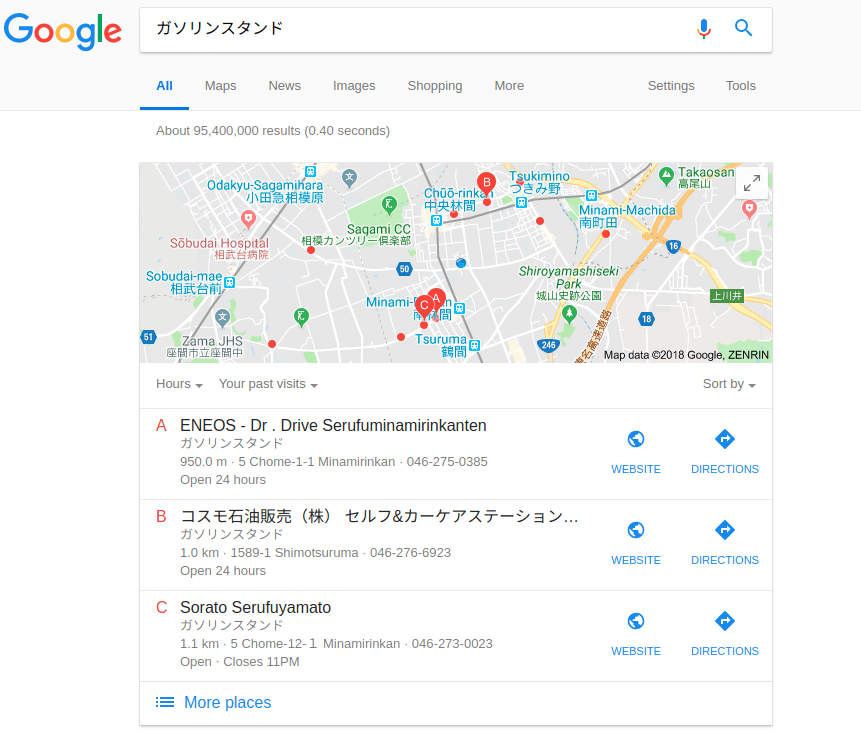 Google
ガソリンスタンド
All Maps News Images Shopping More Settings Tools
About 95,400,000 results (0.40 seconds)
Odakyu-Sagamihara
小田急相模原
文
Chūō-rinkan
中央林間
B
Tsukimino
つきみ野
Takaosan
高尾山
Minami-Machida
南町田
Sagami CC
相模カンツリー倶楽部
Sōbudai Hospital
相武台病院
16
50
Sobudai-mae
相武台前
Shiroyamashiseki
Park
城山史跡公園
上川井
A
C
文
18
51
Zama JHS
座間市立座間中
Tsuruma
鶴間
246
東名高速道路
Map data ©2018 Google, ZENRIN
Hours Your past visits Sort by
A ENEOS - Dr . Drive Serufuminamirinkanten
ガソリンスタンド
950.0 m · 5 Chome-1-1 Minamirinkan · 046-275-0385
Open 24 hours
WEBSITE DIRECTIONS
B コスモ石油販売（株） セルフ&カーケアステーション…
ガソリンスタンド
1.0 km · 1589-1 Shimotsuruma · 046-276-6923
Open 24 hours
WEBSITE DIRECTIONS
C Sorato Serufuyamato
ガソリンスタンド
1.1 km · 5 Chome-12-１ Minamirinkan · 046-273-0023
Open · Closes 11PM
WEBSITE DIRECTIONS
More places